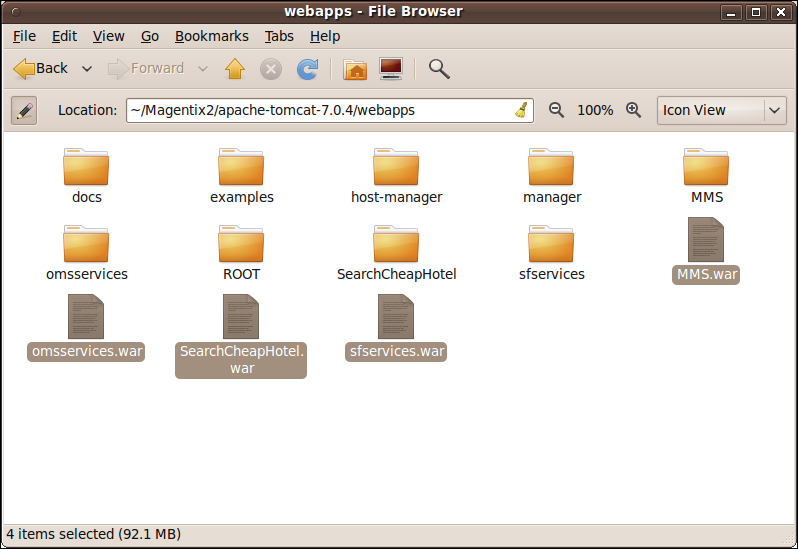 webapps - File Browser
File Edit View Go Bookmarks Tabs Help
Back Forward
Location: ~/Magentix2/apache-tomcat-7.0.4/webapps 100% Icon View
docs examples host-manager manager MMS
omsservices ROOT SearchCheapHotel sfservices MMS.war
omsservices.war SearchCheapHotel. sfservices.war
war
4 items selected (92.1 MB)